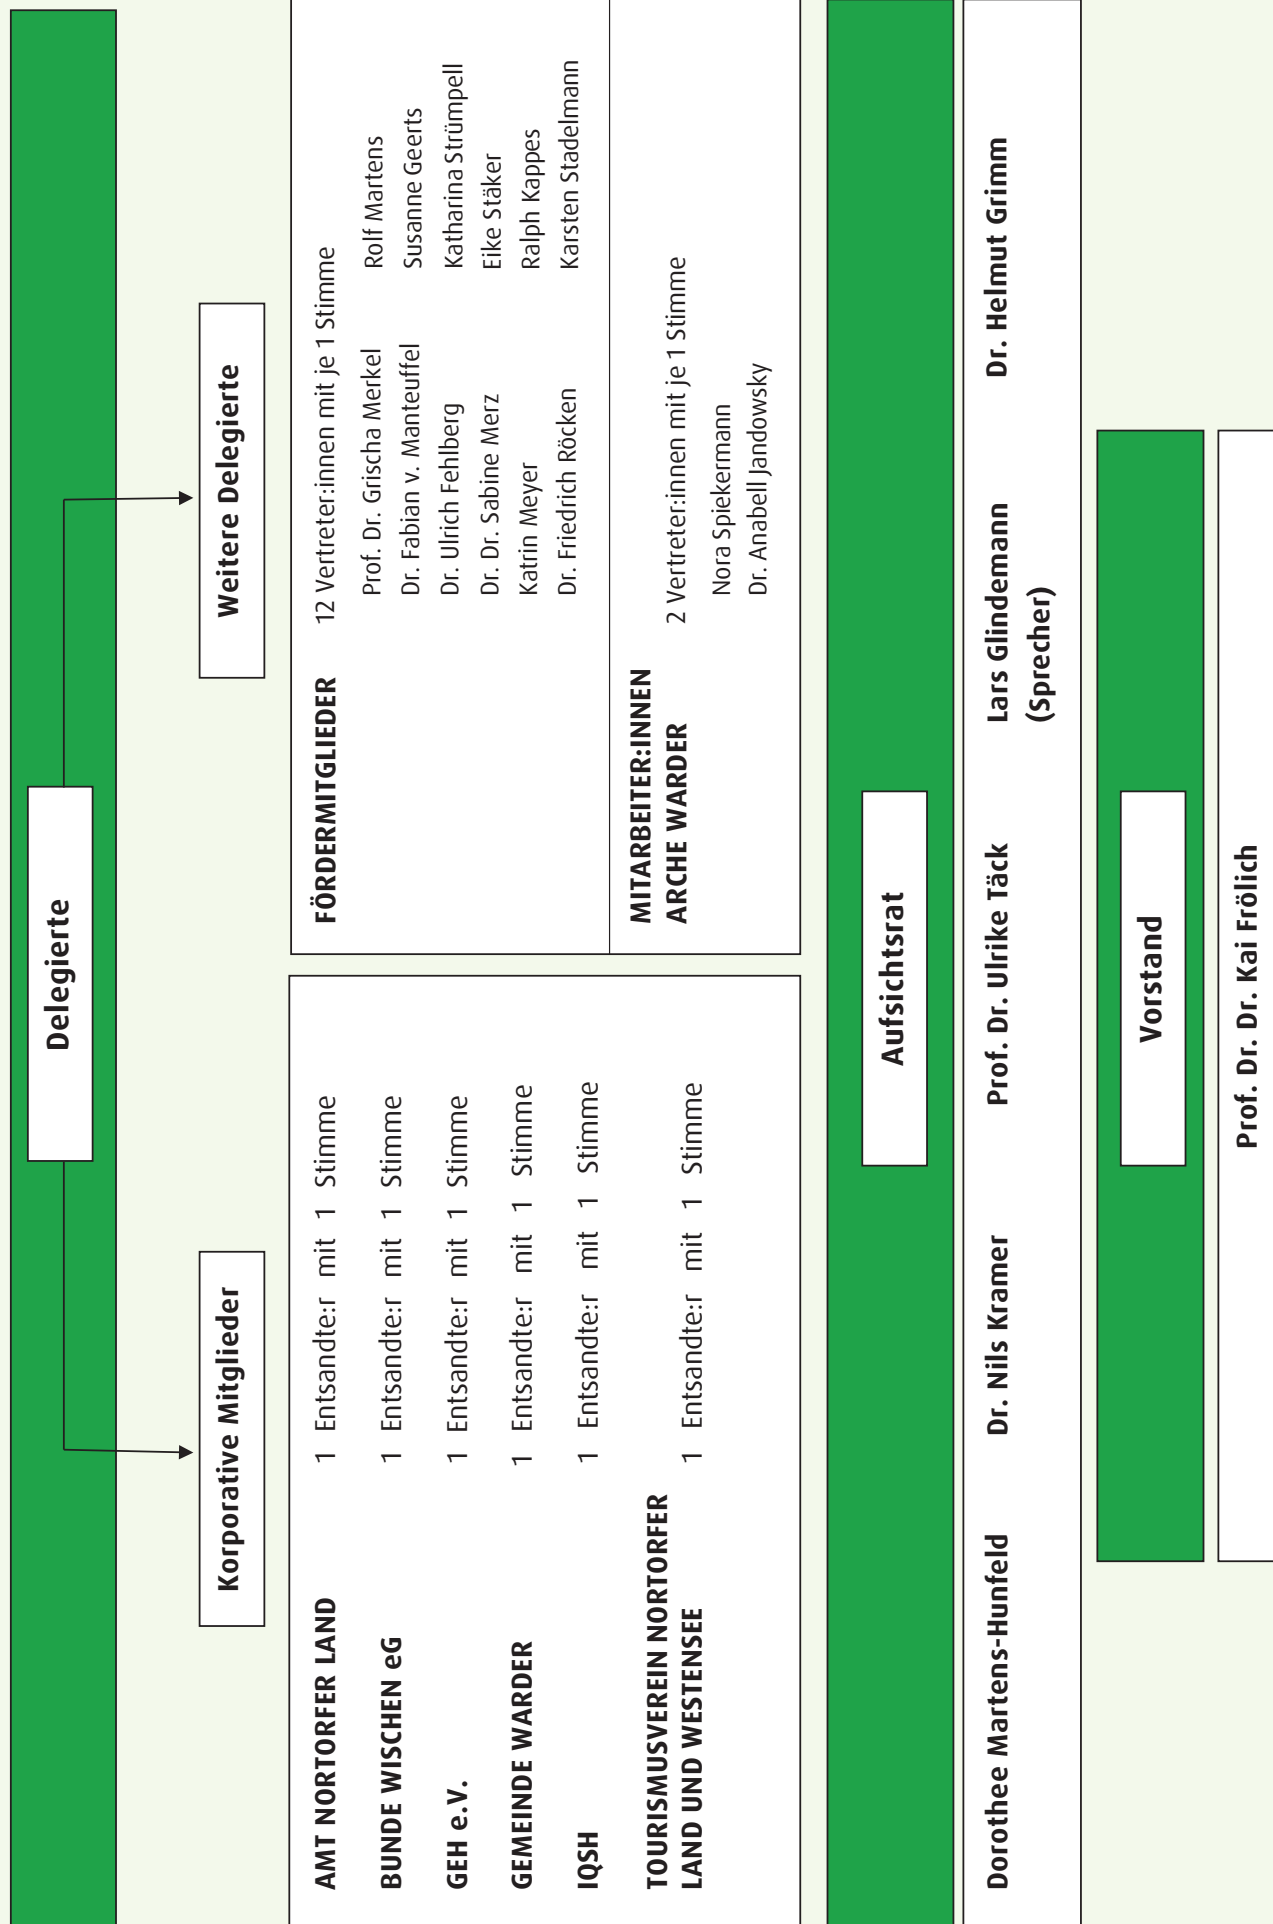 Delegierte
Korporative Mitglieder
Weitere Delegierte
AMT NORTORFER LAND 1 Entsandte:r mit 1 Stimme
BUNDE WISCHEN eG 1 Entsandte:r mit 1 Stimme
GEH e.V. 1 Entsandte:r mit 1 Stimme
GEMEINDE WARDER 1 Entsandte:r mit 1 Stimme
IQSH 1 Entsandte:r mit 1 Stimme
TOURISMUSVEREIN NORTORFER
LAND UND WESTENSEE 1 Entsandte:r mit 1 Stimme
FÖRDERMITGLIEDER 12 Vertreter:innen mit je 1 Stimme
Prof. Dr. Grischa Merkel Rolf Martens
Dr. Fabian v. Manteuffel Susanne Geerts
Dr. Ulrich Fehlberg Katharina Strümpell
Dr. Dr. Sabine Merz Eike Stäker
Katrin Meyer Ralph Kappes
Dr. Friedrich Röcken Karsten Stadelmann
MITARBEITER:INNEN
ARCHE WARDER 2 Vertreter:innen mit je 1 Stimme
Nora Spiekermann
Dr. Anabell Jandowsky
Aufsichtsrat
Dorothee Martens-Hunfeld Dr. Nils Kramer Prof. Dr. Ulrike Täck Lars Glindemann Dr. Helmut Grimm
(Sprecher)
Vorstand
Prof. Dr. Dr. Kai Frölich